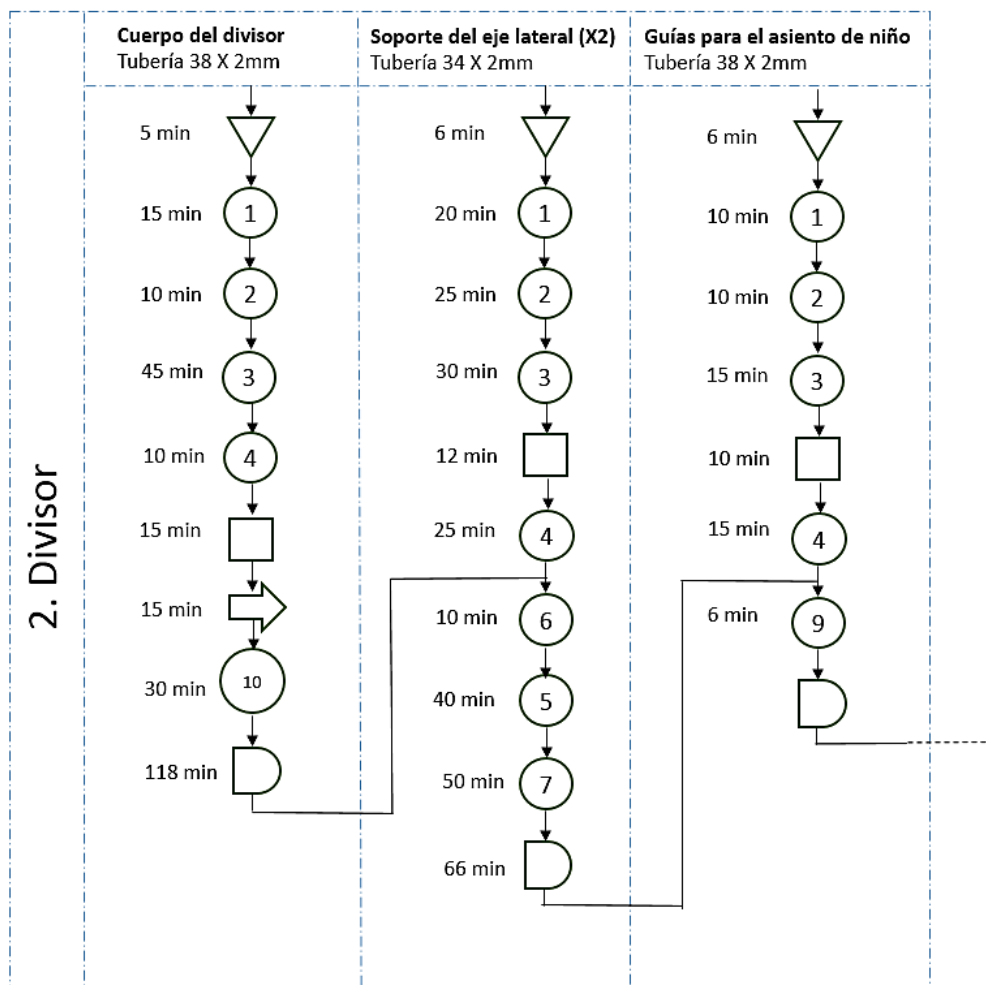 2. Divisor
Cuerpo del divisor
Tubería 38 X 2mm
5 min
15 min 1
10 min 2
45 min 3
10 min 4
15 min
15 min
30 min 10
118 min
Soporte del eje lateral (X2)
Tubería 34 X 2mm
6 min
20 min 1
25 min 2
30 min 3
12 min
25 min 4
10 min 6
40 min 5
50 min 7
66 min
Guías para el asiento de niño
Tubería 38 X 2mm
6 min
10 min 1
10 min 2
15 min 3
10 min
15 min 4
6 min 9